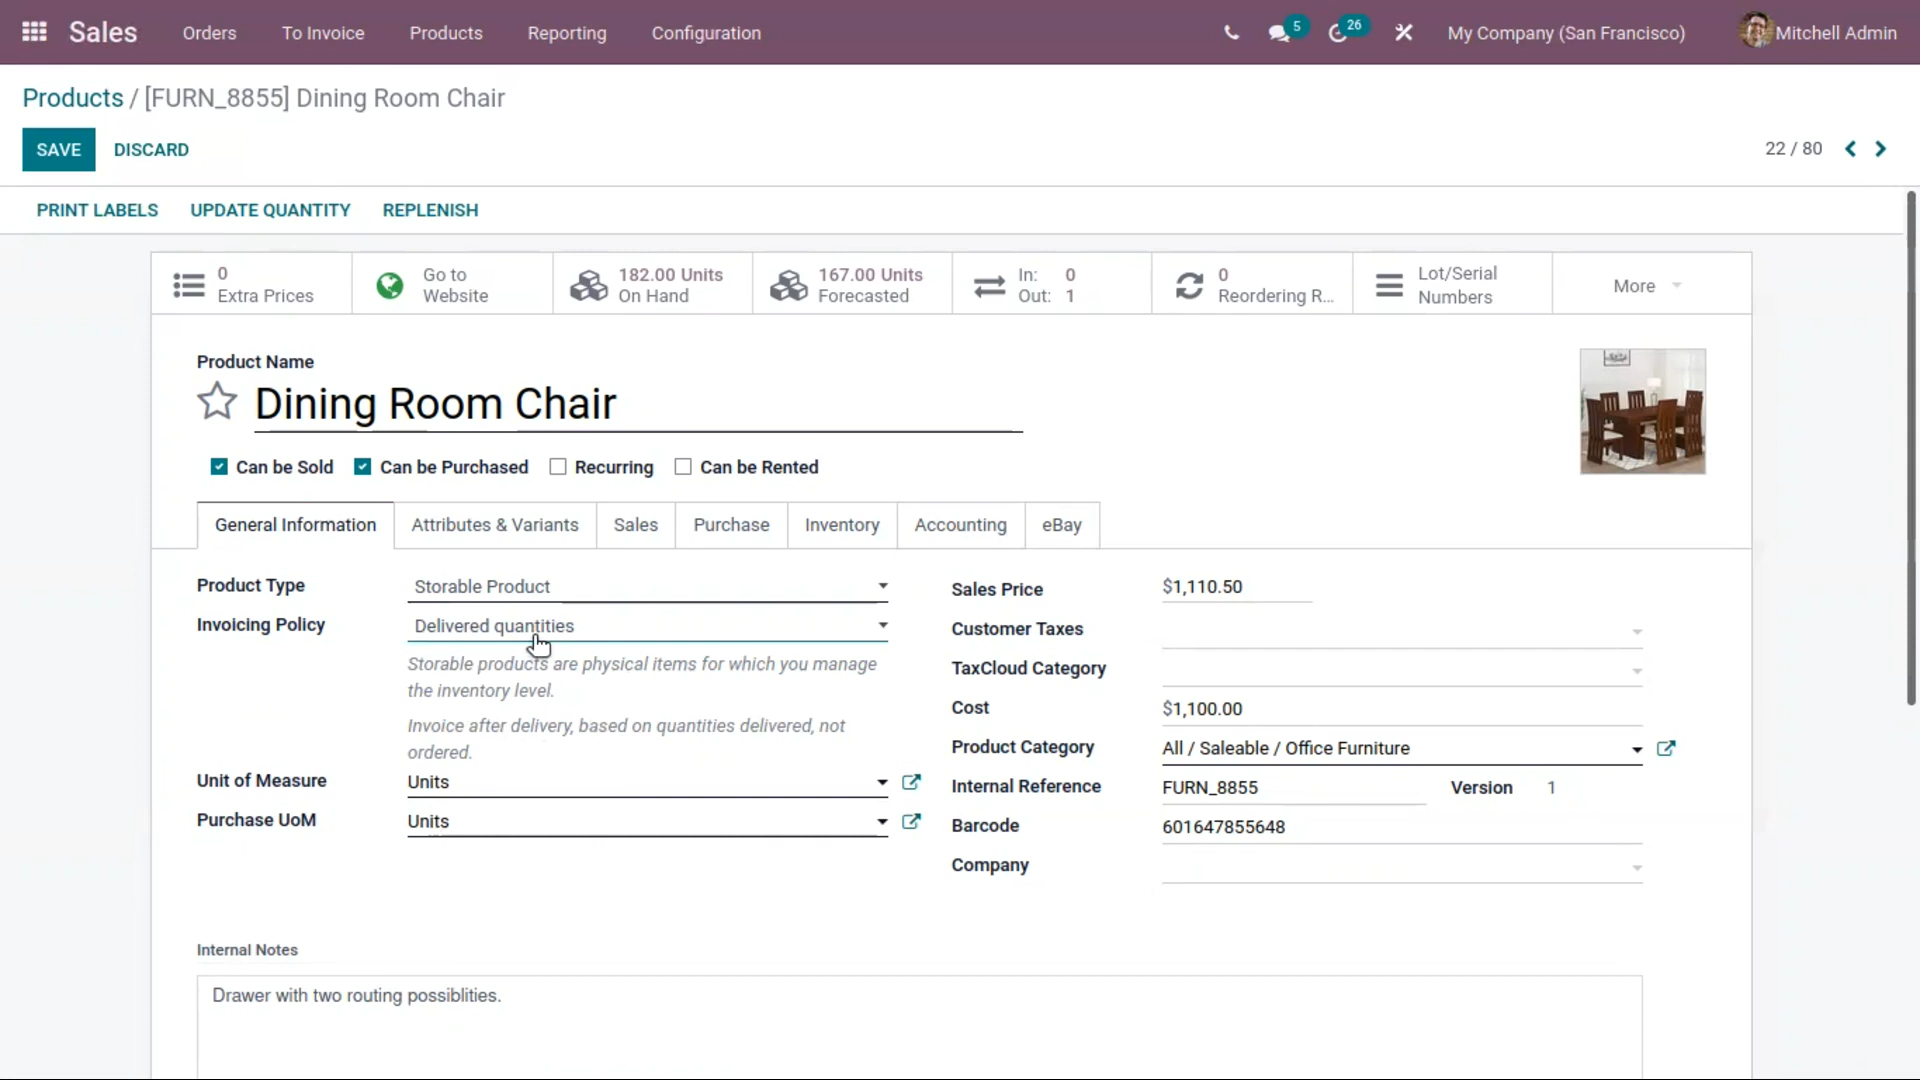 Sales Orders To Invoice Products Reporting Configuration 5 26 My Company (San Francisco) Mitchell Admin
Products / [FURN_8855] Dining Room Chair
SAVE DISCARD 22 / 80
PRINT LABELS UPDATE QUANTITY REPLENISH
0
Extra Prices
Go to
Website
182.00 Units
On Hand
167.00 Units
Forecasted
In: 0
Out: 1
0
Reordering R...
Lot/Serial
Numbers
More
Product Name
Dining Room Chair
Can be Sold Can be Purchased Recurring Can be Rented
General Information Attributes & Variants Sales Purchase Inventory Accounting eBay
Product Type Storable Product
Invoicing Policy Delivered quantities
Storable products are physical items for which you manage
the inventory level.
Invoice after delivery, based on quantities delivered, not
ordered.
Unit of Measure Units
Purchase UoM Units
Sales Price $1,110.50
Customer Taxes
TaxCloud Category
Cost $1,100.00
Product Category All / Saleable / Office Furniture
Internal Reference FURN_8855 Version 1
Barcode 601647855648
Company
Internal Notes
Drawer with two routing possiblities.